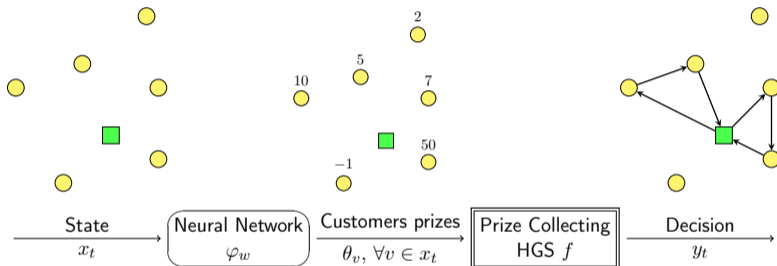 2
5
10
7
50
−1
State
x_t
Neural Network
φ_w
Customers prizes
θ_v, ∀v ∈ x_t
Prize Collecting
HGS f
Decision
y_t